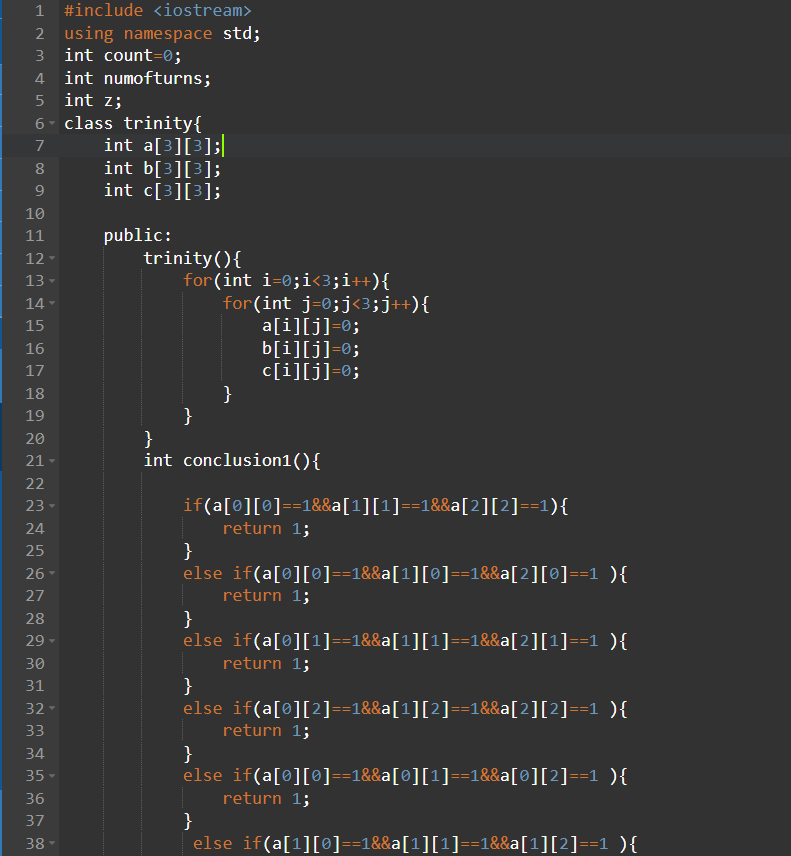 1 #include <iostream>
2 using namespace std;
3 int count=0;
4 int numofturns;
5 int z;
6 class trinity{
7     int a[3][3];
8     int b[3][3];
9     int c[3][3];
10
11     public:
12         trinity(){
13             for(int i=0;i<3;i++){
14                 for(int j=0;j<3;j++){
15                     a[i][j]=0;
16                     b[i][j]=0;
17                     c[i][j]=0;
18                 }
19             }
20         }
21         int conclusion1(){
22
23             if(a[0][0]==1&&a[1][1]==1&&a[2][2]==1){
24                 return 1;
25             }
26             else if(a[0][0]==1&&a[1][0]==1&&a[2][0]==1 ){
27                 return 1;
28             }
29             else if(a[0][1]==1&&a[1][1]==1&&a[2][1]==1 ){
30                 return 1;
31             }
32             else if(a[0][2]==1&&a[1][2]==1&&a[2][2]==1 ){
33                 return 1;
34             }
35             else if(a[0][0]==1&&a[0][1]==1&&a[0][2]==1 ){
36                 return 1;
37             }
38              else if(a[1][0]==1&&a[1][1]==1&&a[1][2]==1 ){